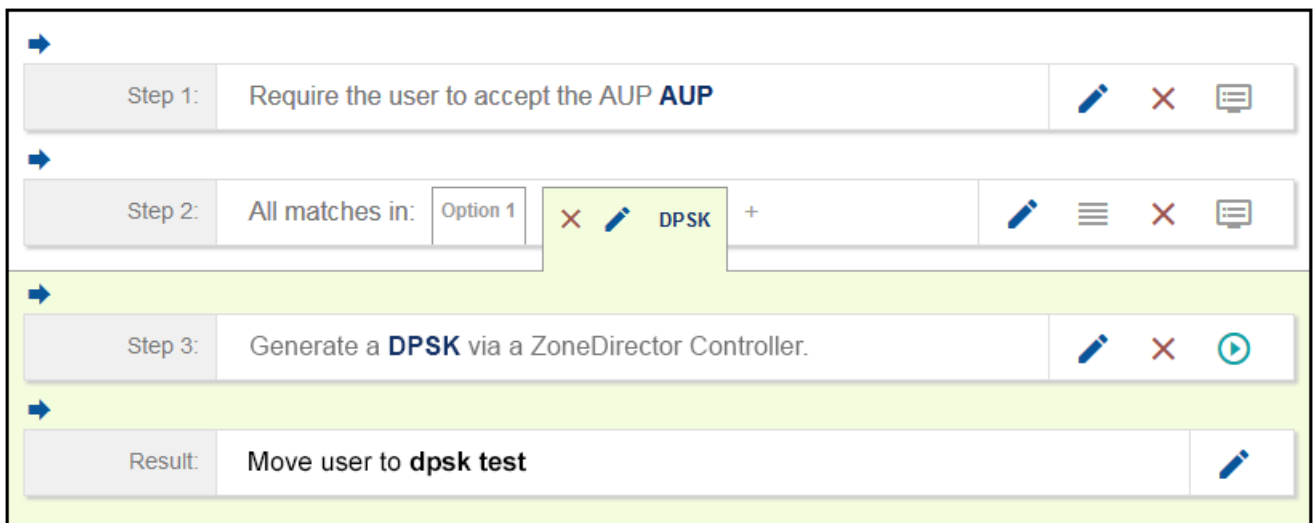 Step 1: Require the user to accept the AUP AUP
Step 2: All matches in: Option 1 DPSK +
Step 3: Generate a DPSK via a ZoneDirector Controller.
Result: Move user to dpsk test